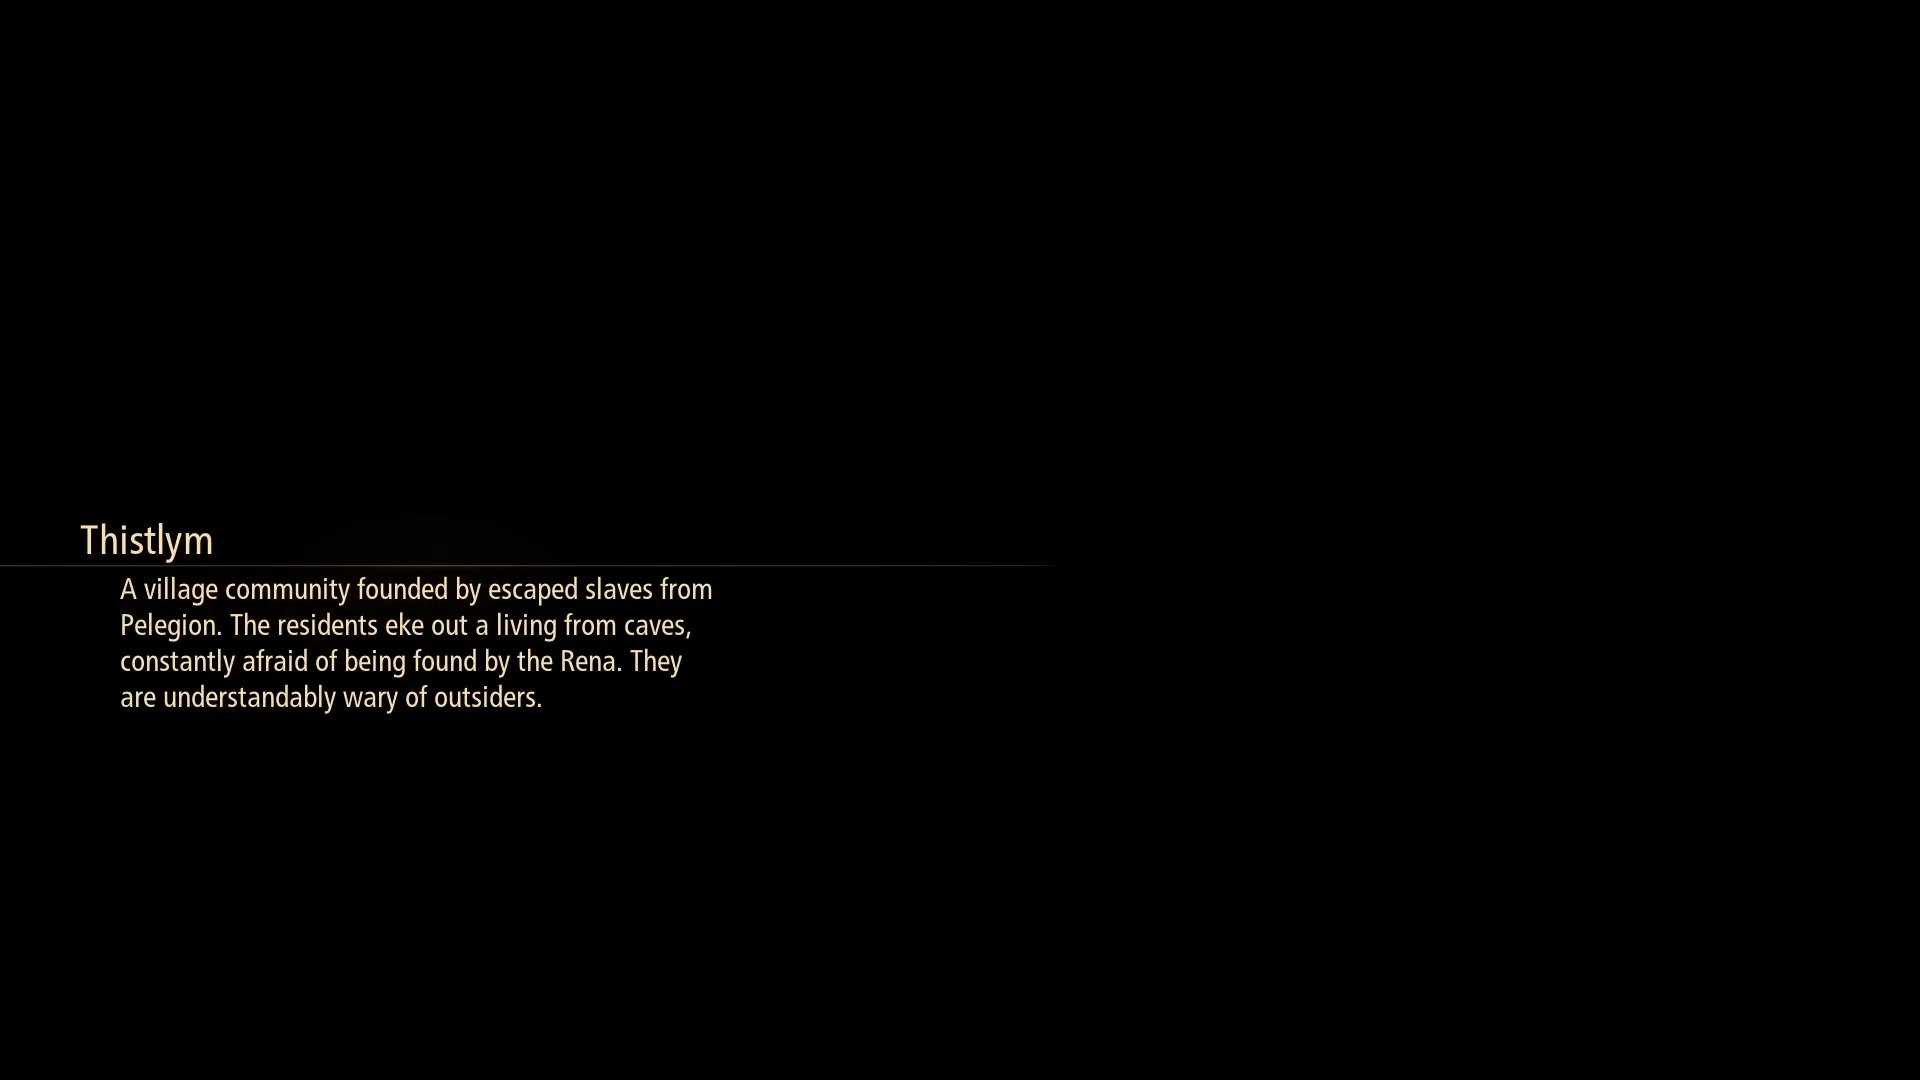 Thistlym
A village community founded by escaped slaves from
Pelegion. The residents eke out a living from caves,
constantly afraid of being found by the Rena. They
are understandably wary of outsiders.